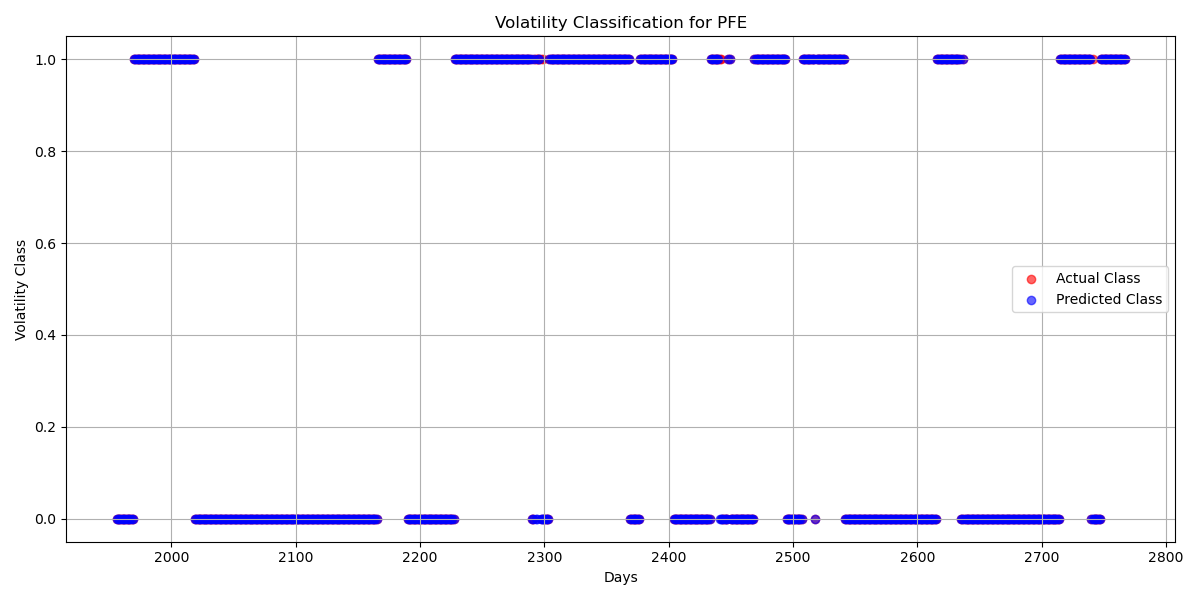 Volatility Classification for PFE
1.0
0.8
0.6
0.4
0.2
0.0
Volatility Class
Actual Class
Predicted Class
2000 2100 2200 2300 2400 2500 2600 2700 2800
Days